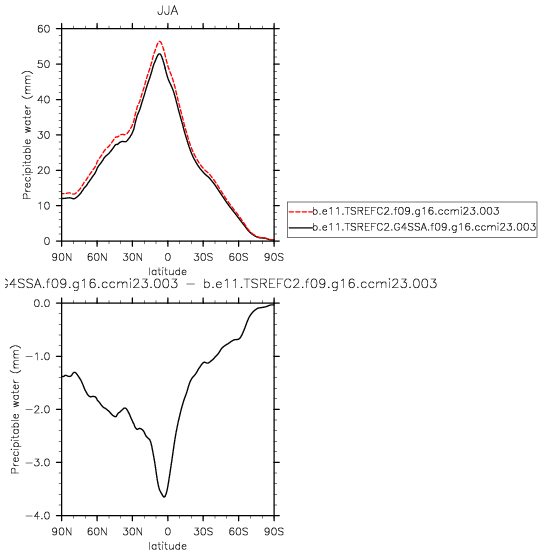 JJA
Precipitable water (mm)
60
50
40
30
20
10
0
90N 60N 30N 0 30S 60S 90S
latitude
b.e11.TSREFC2.f09.g16.ccmi23.003
b.e11.TSREFC2.G4SSA.f09.g16.ccmi23.003
G4SSA.f09.g16.ccmi23.003 − b.e11.TSREFC2.f09.g16.ccmi23.003
Precipitable water (mm)
0.0
−1.0
−2.0
−3.0
−4.0
90N 60N 30N 0 30S 60S 90S
latitude